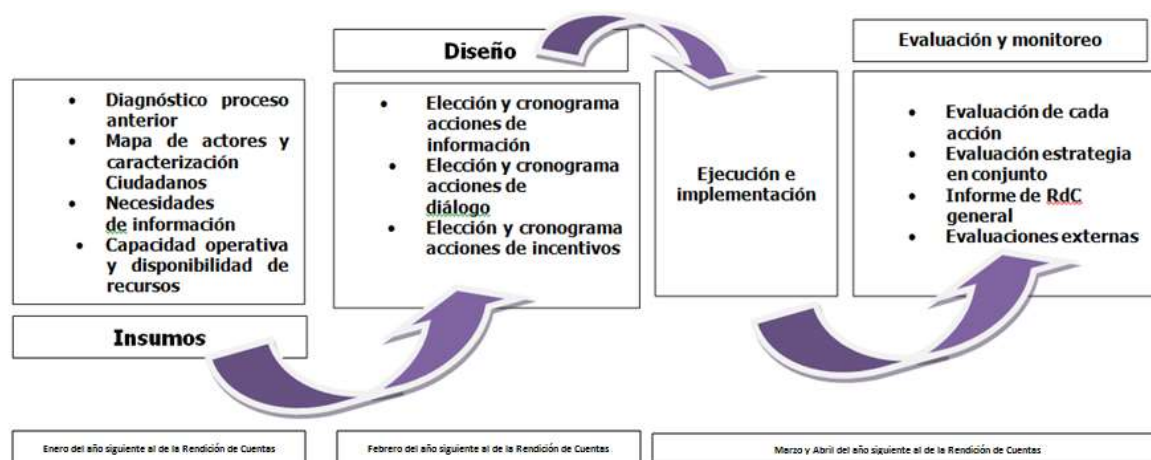 Diagnóstico proceso
anterior
Mapa de actores y
caracterización
Ciudadanos
Necesidades
de información
Capacidad operativa
y disponibilidad de
recursos
Insumos
Enero del año siguiente al de la Rendición de Cuentas
Diseño
Elección y cronograma
acciones de
información
Elección y cronograma
acciones de
diálogo
Elección y cronograma
acciones de incentivos
Febrero del año siguiente al de la Rendición de Cuentas
Ejecución e
implementación
Evaluación y monitoreo
Evaluación de cada
acción
Evaluación estrategia
en conjunto
Informe de RdC
general
Evaluaciones externas
Marzo y Abril del año siguiente al de la Rendición de Cuentas